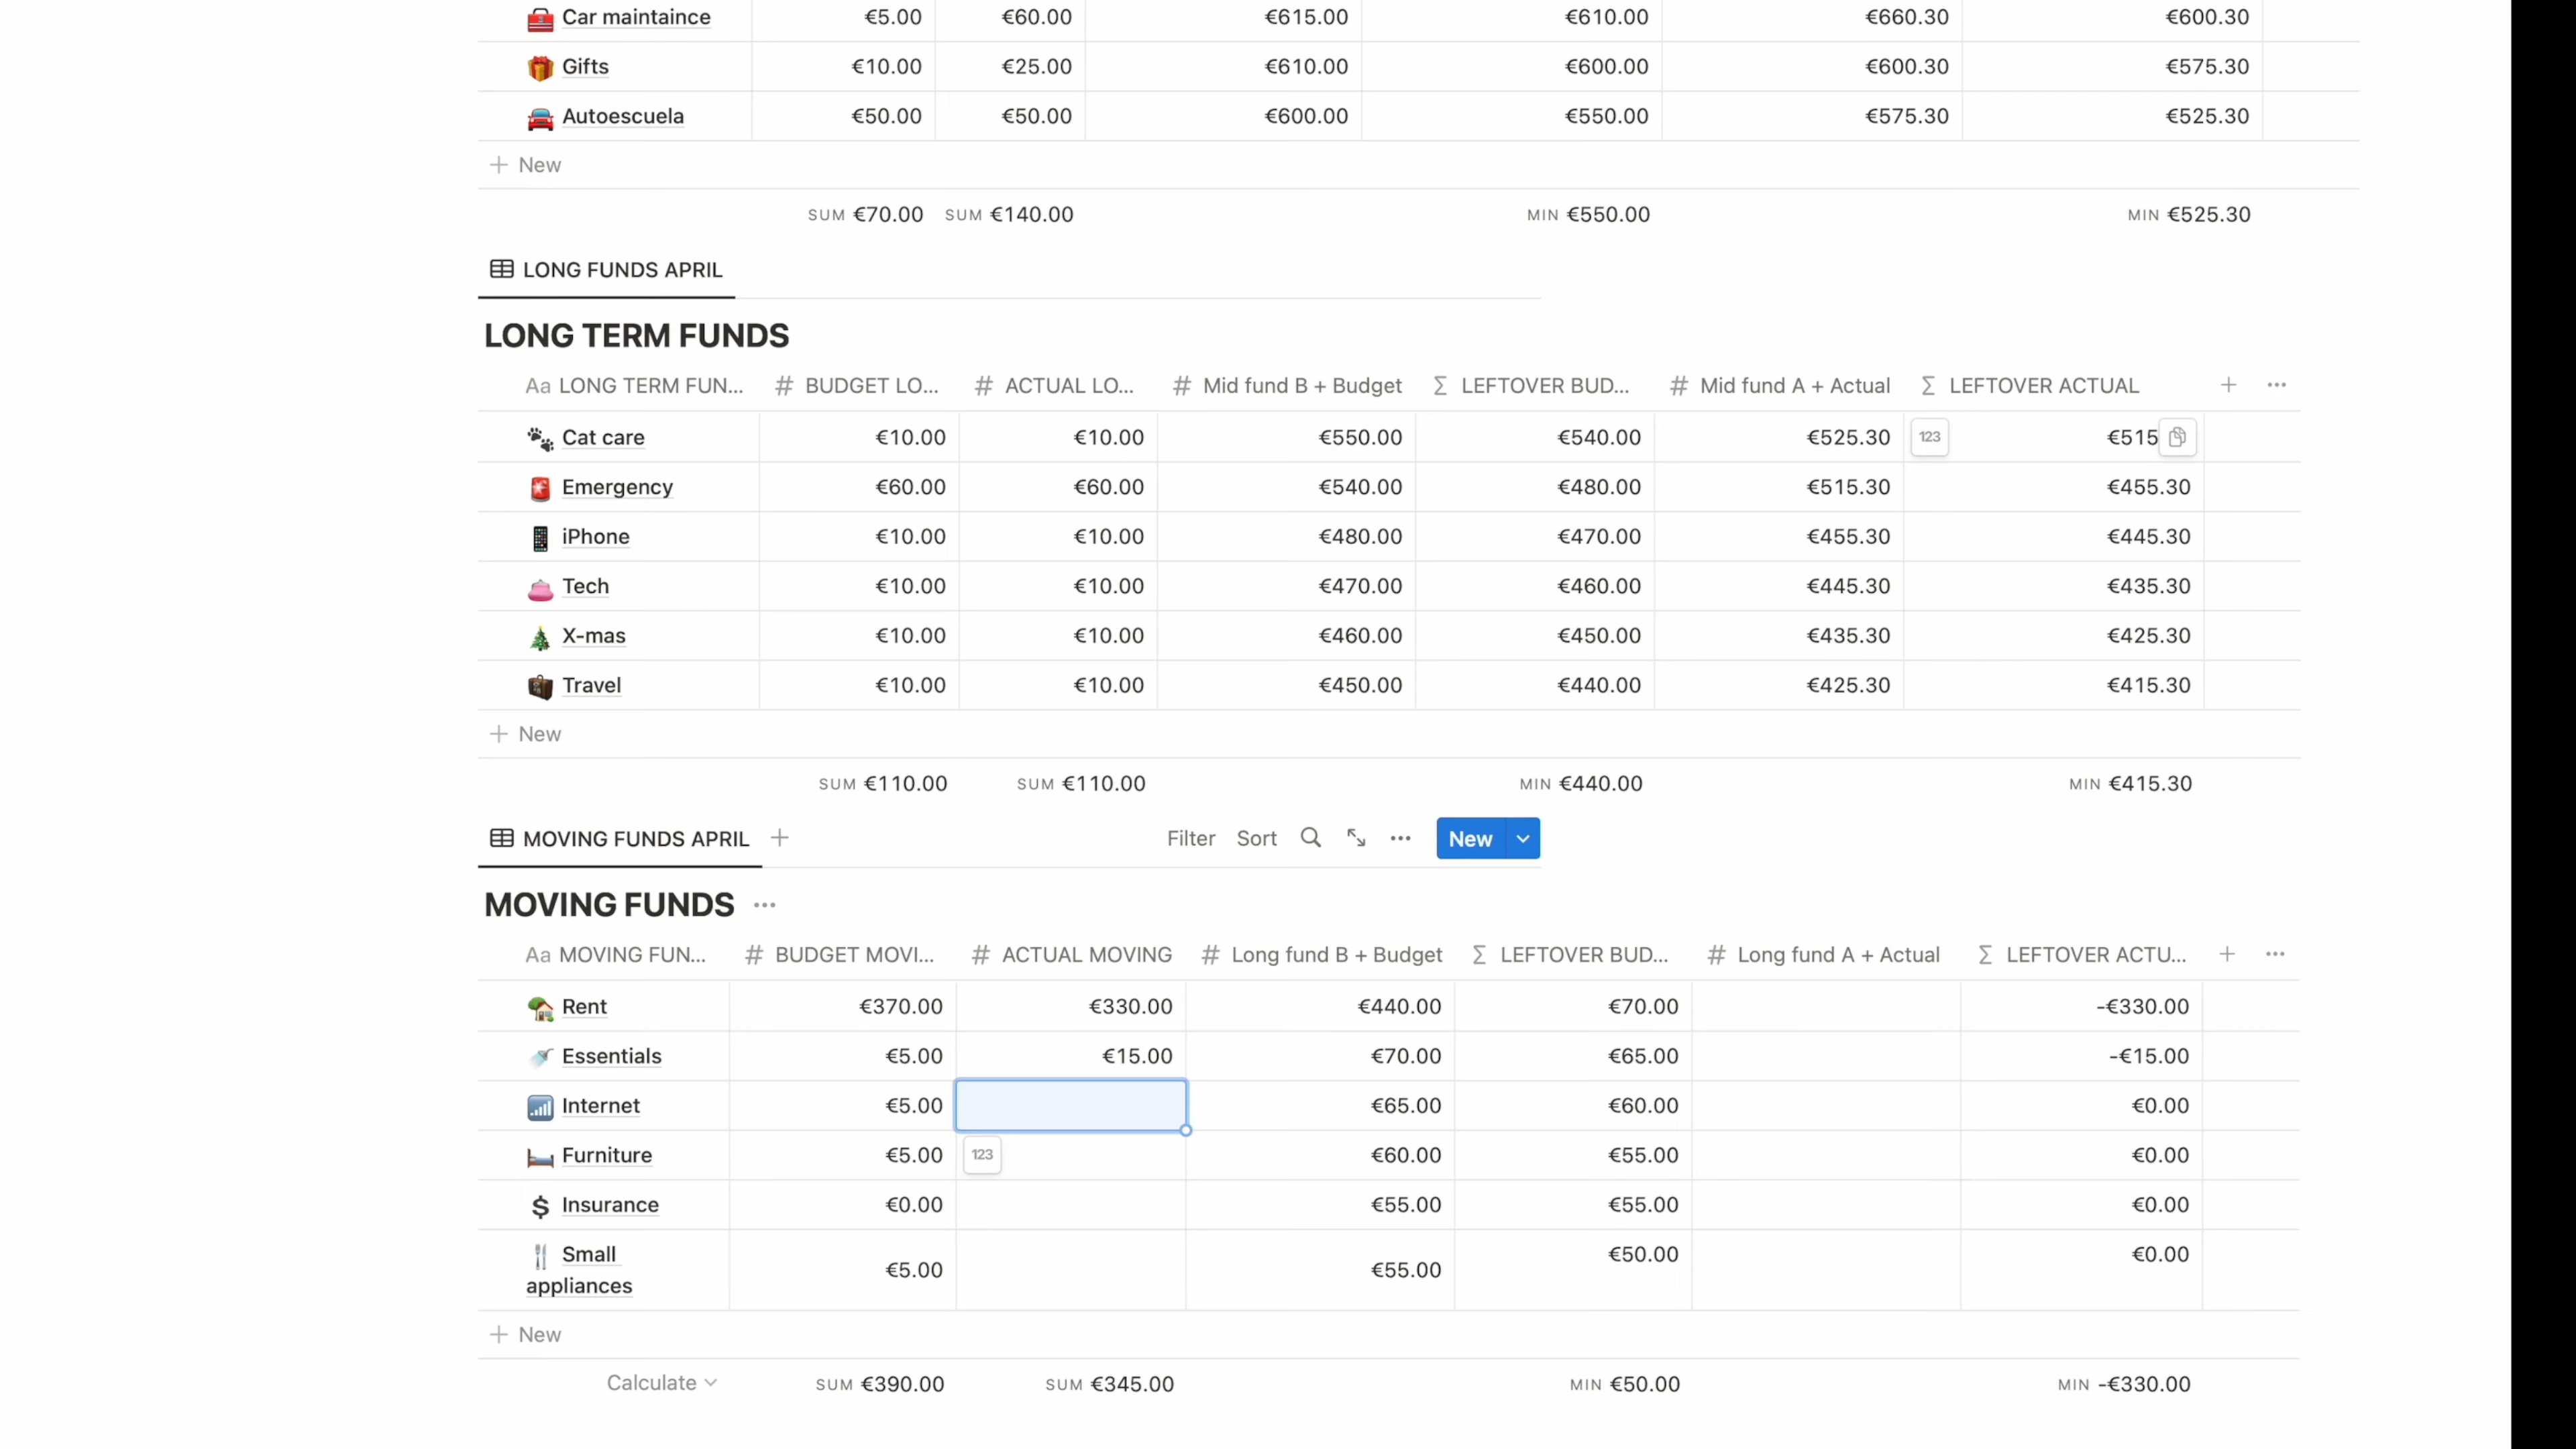 Car maintaince €5.00 €60.00 €615.00 €610.00 €660.30 €600.30
Gifts €10.00 €25.00 €610.00 €600.00 €600.30 €575.30
Autoescuela €50.00 €50.00 €600.00 €550.00 €575.30 €525.30
New
SUM €70.00 SUM €140.00 MIN €550.00 MIN €525.30
LONG FUNDS APRIL
LONG TERM FUNDS
Aa LONG TERM FUN... # BUDGET LO... # ACTUAL LO... # Mid fund B + Budget Σ LEFTOVER BUD... # Mid fund A + Actual Σ LEFTOVER ACTUAL + ...
Cat care €10.00 €10.00 €550.00 €540.00 €525.30 123 €515
Emergency €60.00 €60.00 €540.00 €480.00 €515.30 €455.30
iPhone €10.00 €10.00 €480.00 €470.00 €455.30 €445.30
Tech €10.00 €10.00 €470.00 €460.00 €445.30 €435.30
X-mas €10.00 €10.00 €460.00 €450.00 €435.30 €425.30
Travel €10.00 €10.00 €450.00 €440.00 €425.30 €415.30
+ New
SUM €110.00 SUM €110.00 MIN €440.00 MIN €415.30
MOVING FUNDS APRIL + Filter Sort ... New
MOVING FUNDS ...
Aa MOVING FUN... # BUDGET MOVI... # ACTUAL MOVING # Long fund B + Budget Σ LEFTOVER BUD... # Long fund A + Actual Σ LEFTOVER ACTU... + ...
Rent €370.00 €330.00 €440.00 €70.00 -€330.00
Essentials €5.00 €15.00 €70.00 €65.00 -€15.00
Internet €5.00 €65.00 €60.00 €0.00
Furniture €5.00 123 €60.00 €55.00 €0.00
$ Insurance €0.00 €55.00 €55.00 €0.00
Small €50.00 €0.00
appliances €5.00 €55.00
+ New
Calculate SUM €390.00 SUM €345.00 MIN €50.00 MIN -€330.00